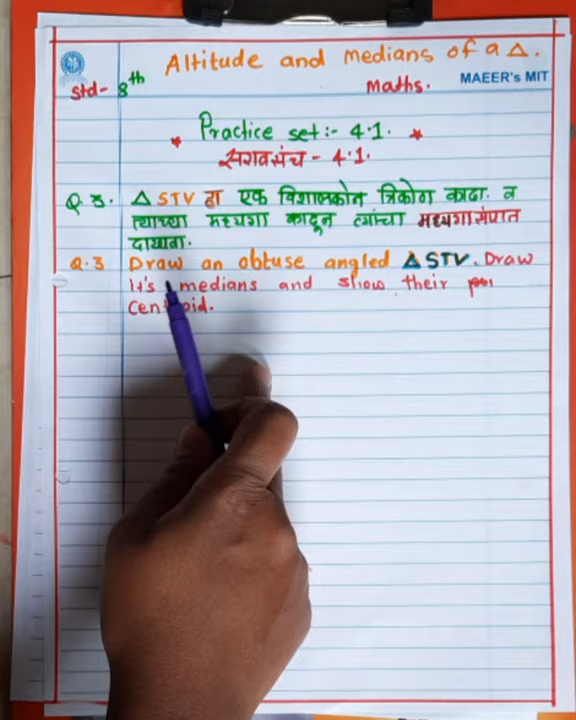 Altitude and medians of a Δ.
Std- 8th Maths. MAEER's MIT
* Practice set:- 4.1. *
सरावसंच - 4.1.
Q.3. Δ STV हा एक विशालकोन त्रिकोण काढा. व
त्याच्या मध्यगा काढून त्यांचा मध्यगासंपात
दाखवा.
Q.3 Draw an obtuse angled Δ STV. Draw
It's medians and show their